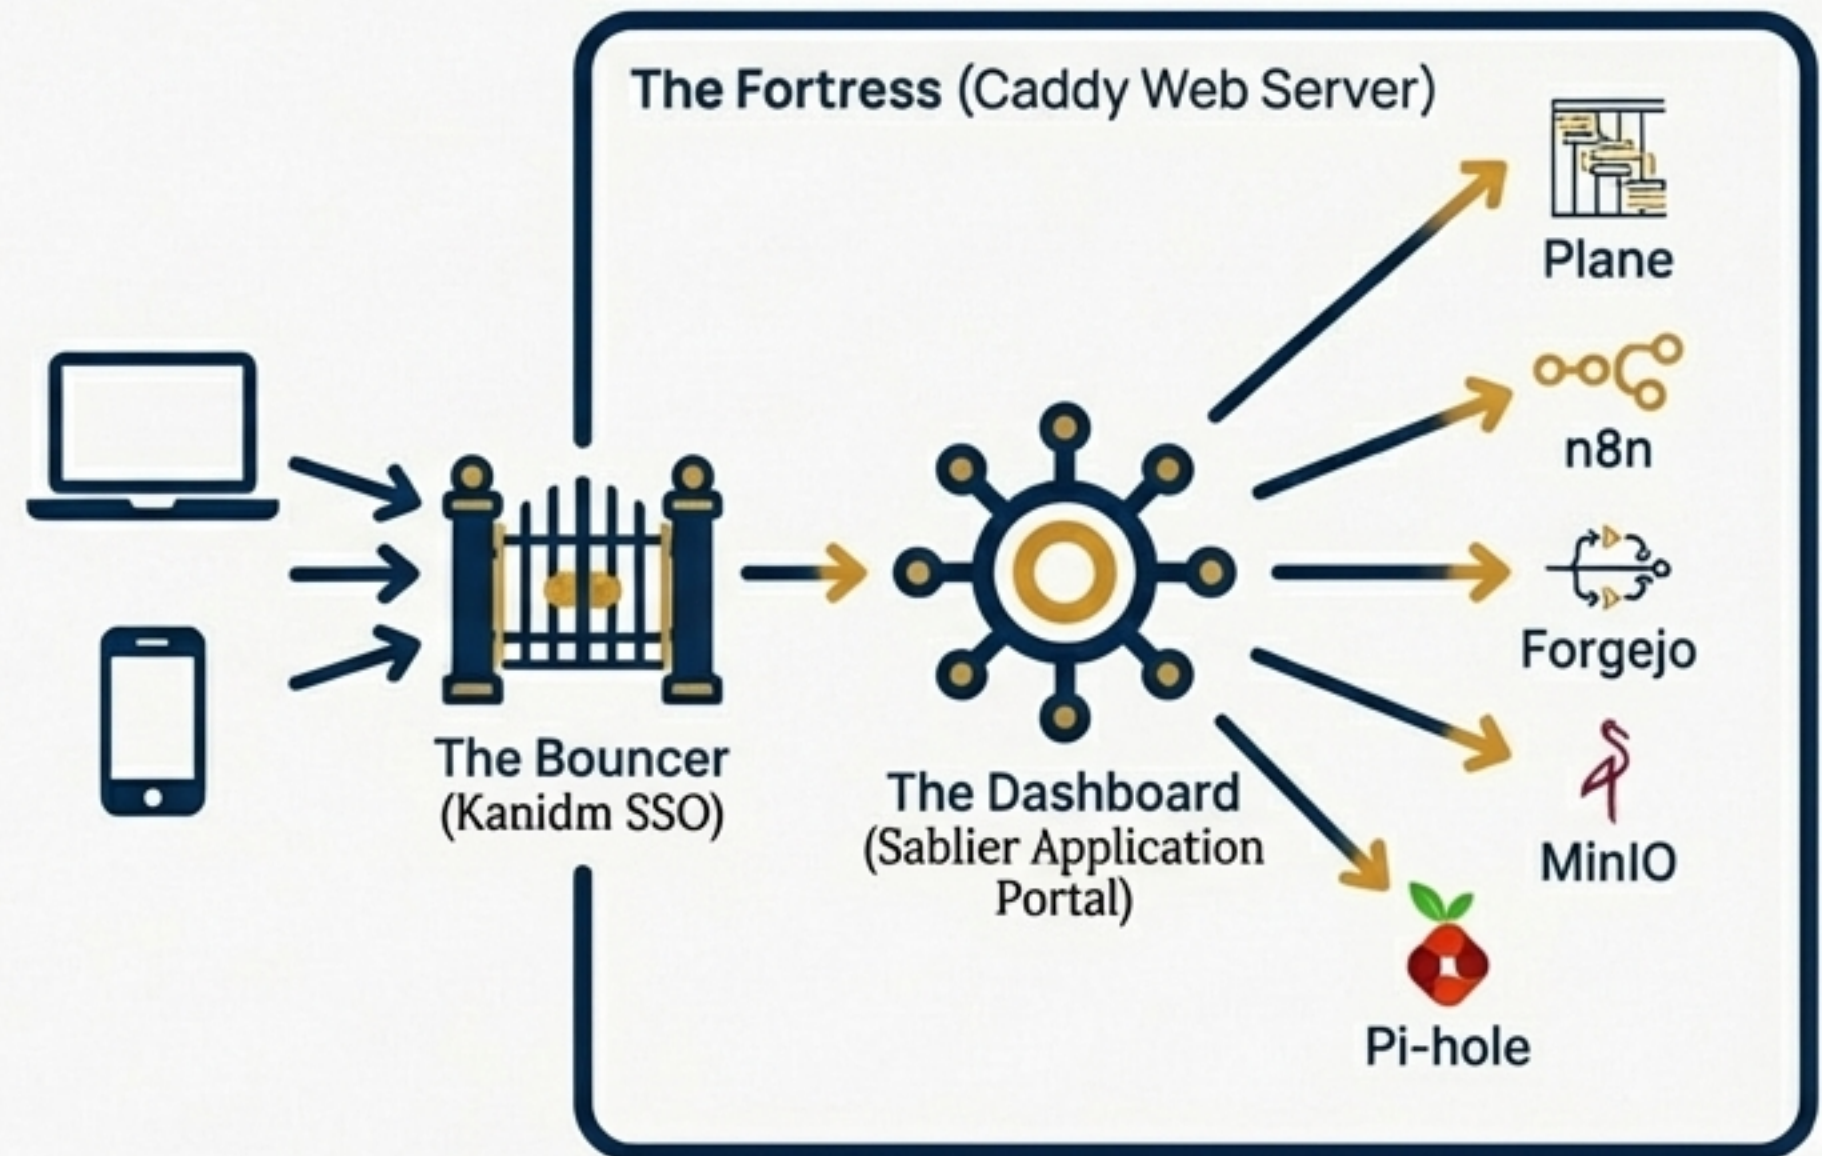 The Fortress (Caddy Web Server)
Plane
n8n
Forgejo
MinIO
Pi-hole
The Bouncer
(Kanidm SSO)
The Dashboard
(Sablier Application
Portal)